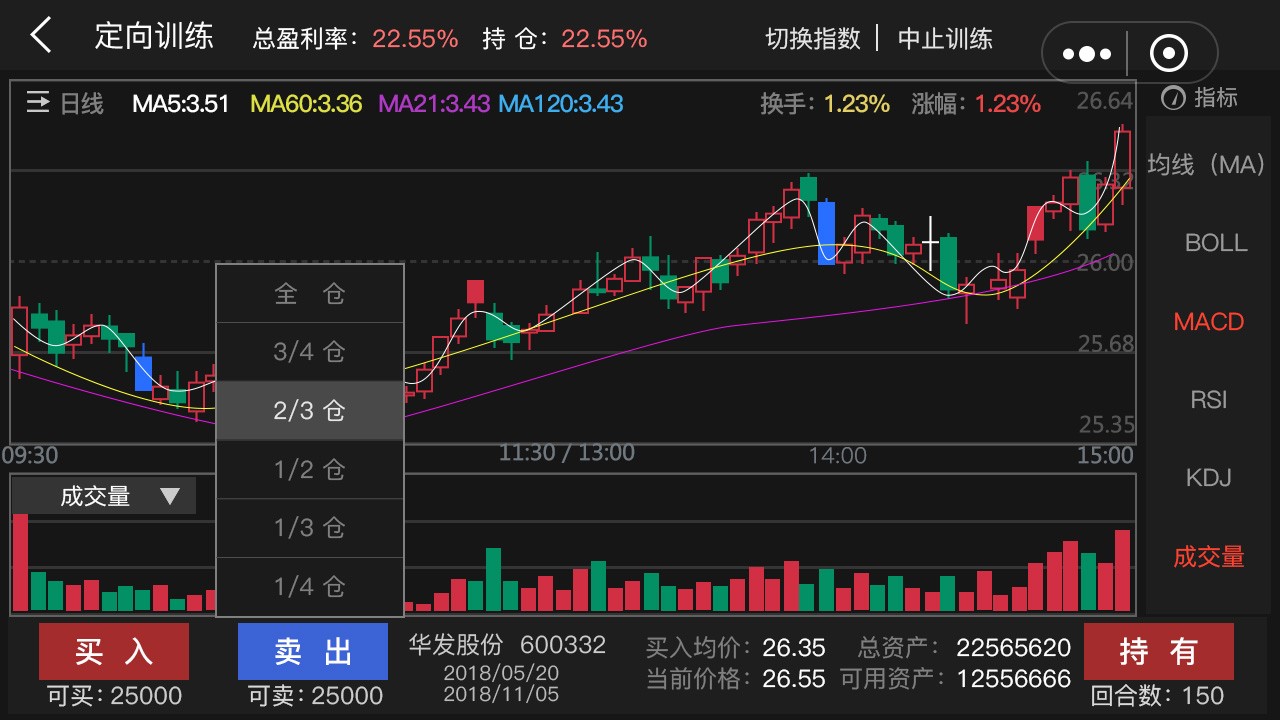 定向训练 总盈利率：22.55% 持 仓：22.55% 切换指数 中止训练
日线 MA5:3.51 MA60:3.36 MA21:3.43 MA120:3.43 换手：1.23% 涨幅：1.23% 26.64 指标
均线（MA）
26.32
BOLL
26.00
全 仓
MACD
25.68
3/4 仓
RSI
2/3 仓
25.35
09:30 11:30 / 13:00 14:00 15:00
1/2 仓
KDJ
成交量
1/3 仓
成交量
1/4 仓
买 入 卖 出 华发股份 600332 买入均价：26.35 总资产：22565620 持 有
2018/05/20 当前价格：26.55 可用资产：12556666
可买：25000 可卖：25000 2018/11/05 回合数：150